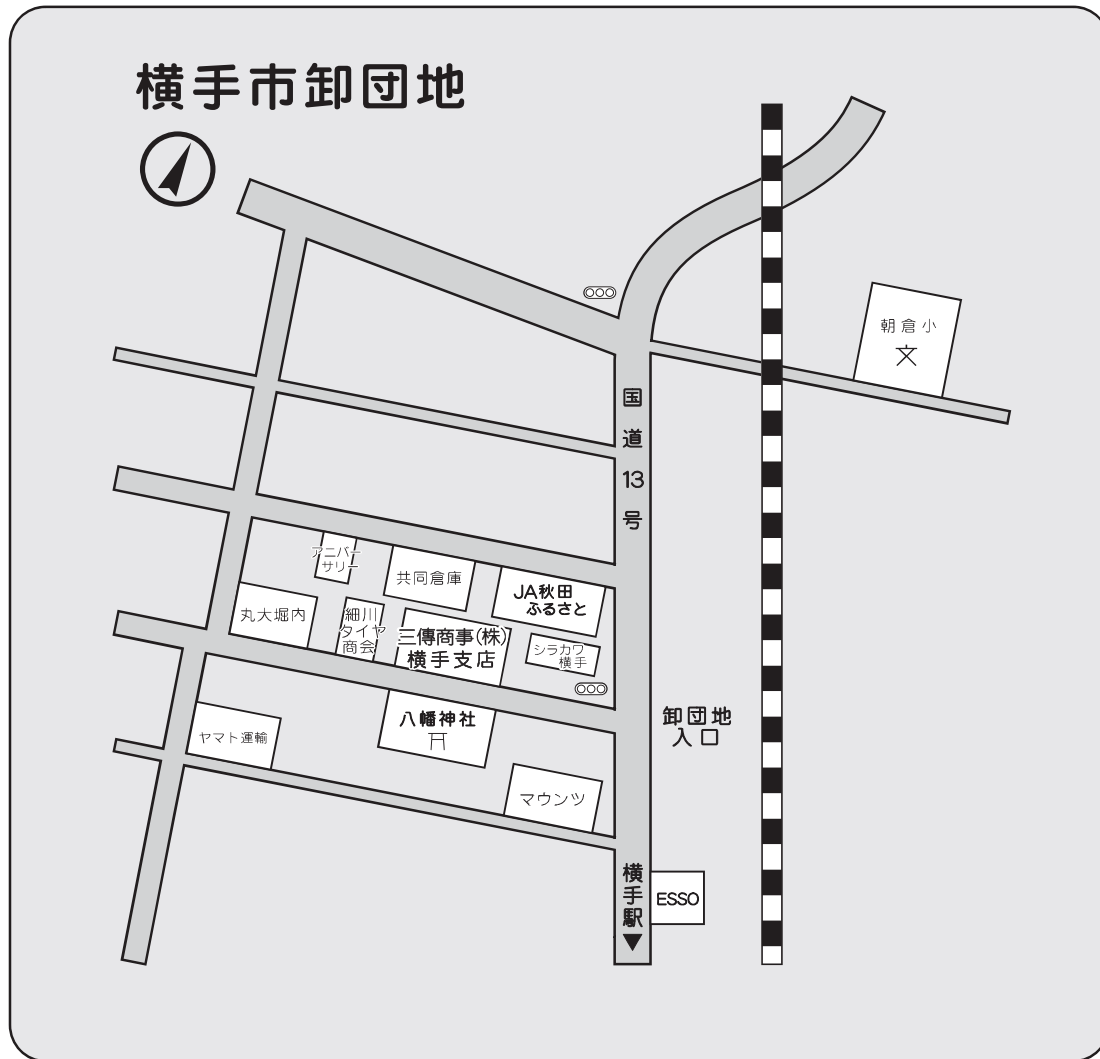 横手市卸団地
朝倉小
文
国道13号
アニバー
サリー
共同倉庫
JA秋田
ふるさと
丸大堀内
細川
タイヤ
商会
三傳商事(株)
横手支店
シラカワ
横手
八幡神社
卸団地
入口
ヤマト運輸
マウンツ
横手駅
ESSO